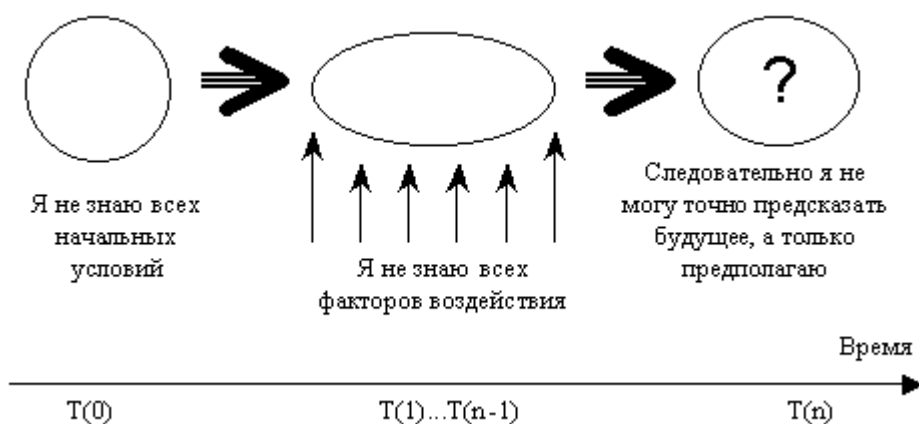 ?
Я не знаю всех
начальных
условий
Я не знаю всех
факторов воздействия
Следовательно я не
могу точно предсказать
будущее, а только
предполагаю
Время
T(0)
T(1)...T(n-1)
T(n)